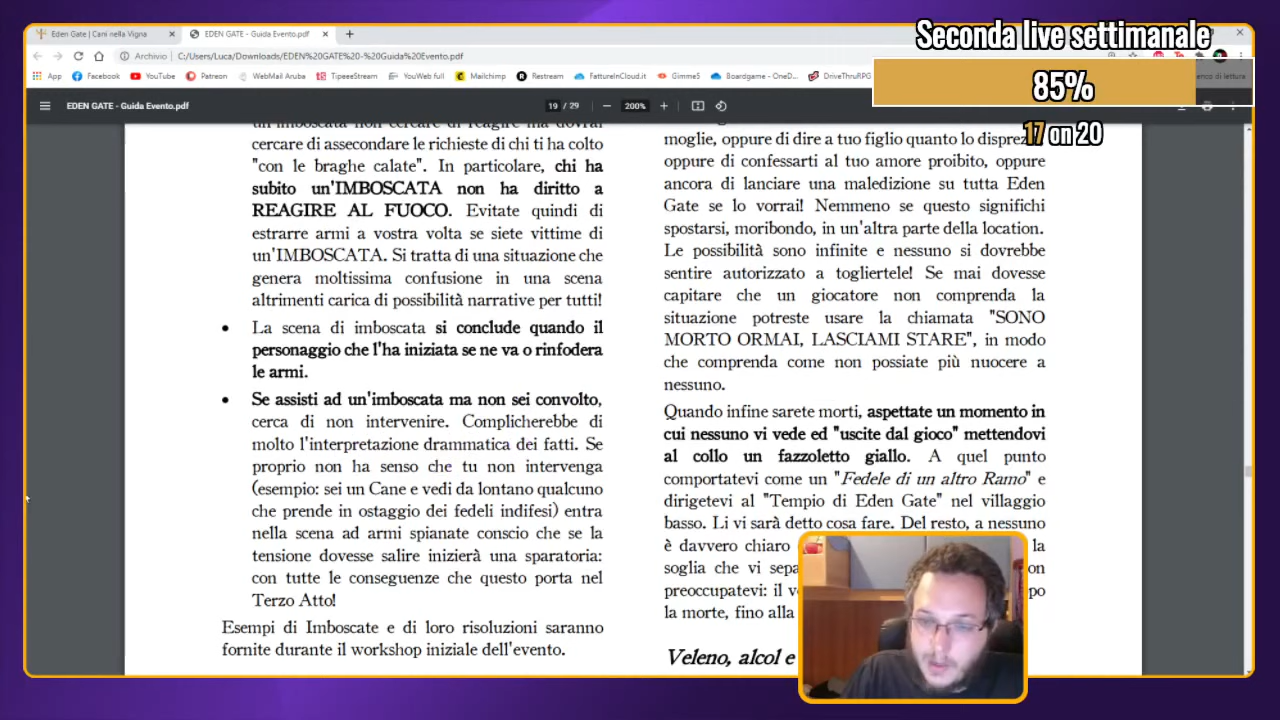 Seconda live settimanale
85%
17 on 20
Eden Gate | Cani nella Vigna
EDEN GATE - Guida Evento.pdf
Archivio
C:/Users/Luca/Downloads/EDEN%20GATE%20-%20Guida%20Evento.pdf
App
Facebook
YouTube
Patreon
WebMail Aruba
TipeeeStream
YouWeb full
Mailchimp
Restream
FattureInCloud.it
Gimme5
Boardgame - OneD...
DriveThruRPG
EDEN GATE - Guida Evento.pdf
19 / 29
200%
un'imboscata non cercare di reagire ma dovrai
cercare di assecondare le richieste di chi ti ha colto
"con le braghe calate". In particolare, chi ha
subito un'IMBOSCATA non ha diritto a
REAGIRE AL FUOCO. Evitate quindi di
estrarre armi a vostra volta se siete vittime di
un'IMBOSCATA. Si tratta di una situazione che
genera moltissima confusione in una scena
altrimenti carica di possibilità narrative per tutti!
• La scena di imboscata si conclude quando il
personaggio che l'ha iniziata se ne va o rinfodera
le armi.
• Se assisti ad un'imboscata ma non sei convolto,
cerca di non intervenire. Complicherebbe di
molto l'interpretazione drammatica dei fatti. Se
proprio non ha senso che tu non intervenga
(esempio: sei un Cane e vedi da lontano qualcuno
che prende in ostaggio dei fedeli indifesi) entra
nella scena ad armi spianate conscio che se la
tensione dovesse salire inizierà una sparatoria:
con tutte le conseguenze che questo porta nel
Terzo Atto!
Esempi di Imboscate e di loro risoluzioni saranno
fornite durante il workshop iniziale dell'evento.
moglie, oppure di dire a tuo figlio quanto lo disprezzi
oppure di confessarti al tuo amore proibito, oppure
ancora di lanciare una maledizione su tutta Eden
Gate se lo vorrai! Nemmeno se questo significhi
spostarsi, moribondo, in un'altra parte della location.
Le possibilità sono infinite e nessuno si dovrebbe
sentire autorizzato a togliertele! Se mai dovesse
capitare che un giocatore non comprenda la
situazione potreste usare la chiamata "SONO
MORTO ORMAI, LASCIAMI STARE", in modo
che comprenda come non possiate più nuocere a
nessuno.
Quando infine sarete morti, aspettate un momento in
cui nessuno vi vede ed "uscite dal gioco" mettendovi
al collo un fazzoletto giallo. A quel punto
comportatevi come un "Fedele di un altro Ramo" e
dirigetevi al "Tempio di Eden Gate" nel villaggio
basso. Lì vi sarà detto cosa fare. Del resto, a nessuno
è davvero chiaro la
soglia che vi
preoccupatevi: il
la morte, fino alla
Veleno, alcol e